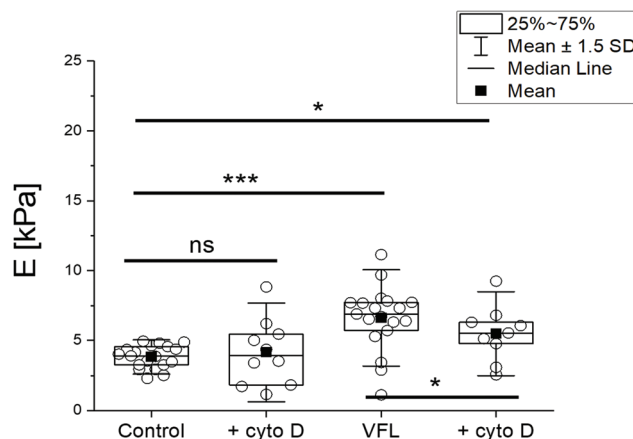 25%~75%
Mean ± 1.5 SD
Median Line
Mean
25
20
15
10
5
0
E [kPa]
*
***
ns
*
Control
+ cyto D
VFL
+ cyto D